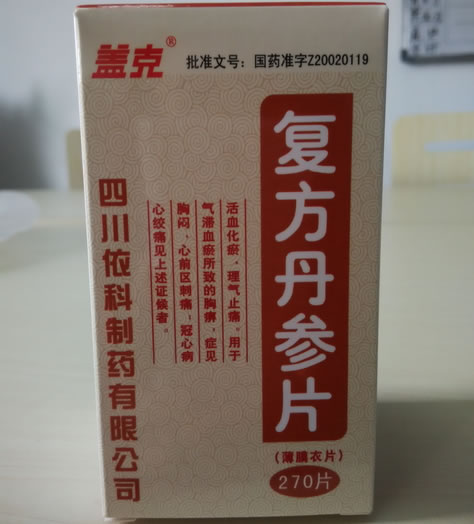 盖克®
批准文号：国药准字Z20020119
复方丹参片
(薄膜衣片)
270片
活血化瘀，理气止痛。用于
气滞血瘀所致的胸痹，症见
胸闷、心前区刺痛；冠心病
心绞痛见上述证候者。
四川依科制药有限公司